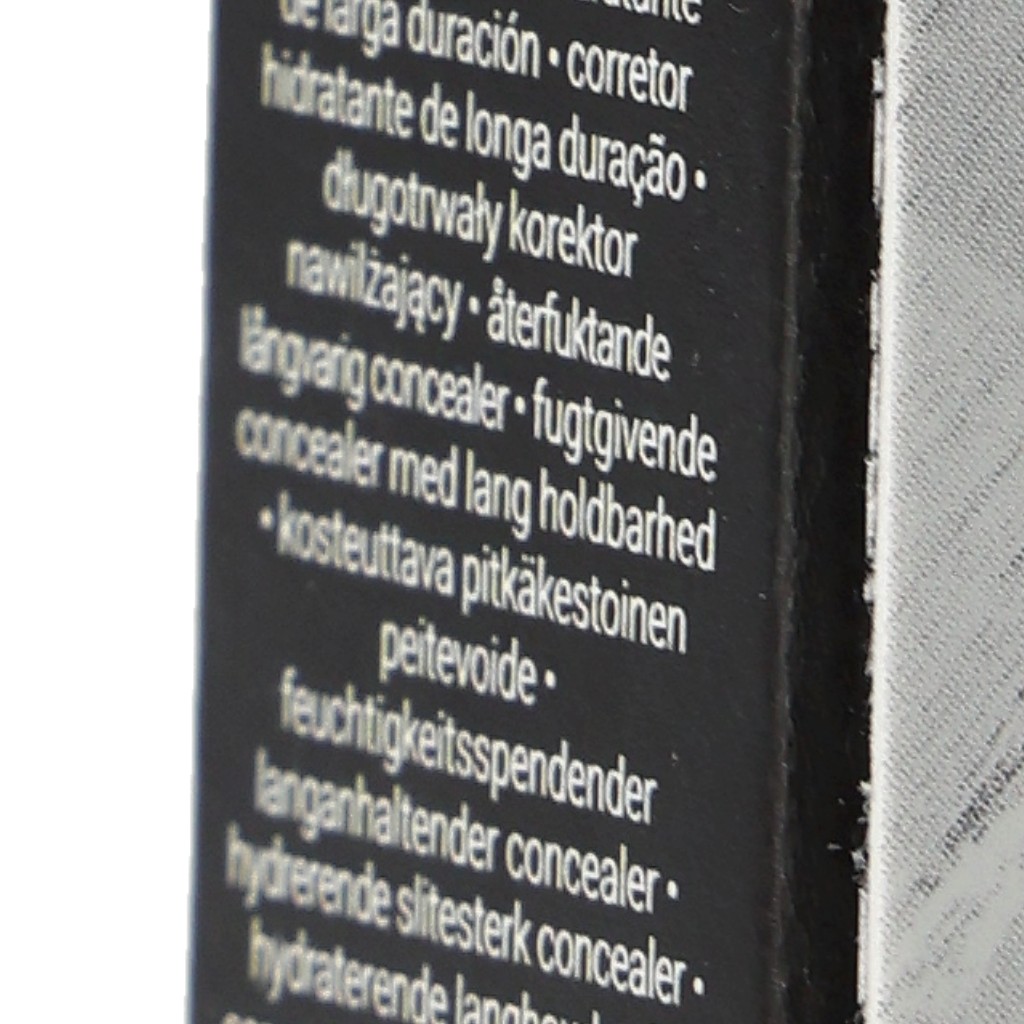 de larga duración • corretor
hidratante de longa duração •
długotrwały korektor
nawilżający • återfuktande
långvarig concealer • fugtgivende
concealer med lang holdbarhed
• kosteuttava pitkäkestoinen
peitevoide •
feuchtigkeitsspendender
langanhaltender concealer •
hydrerende slitesterk concealer •
hydraterende